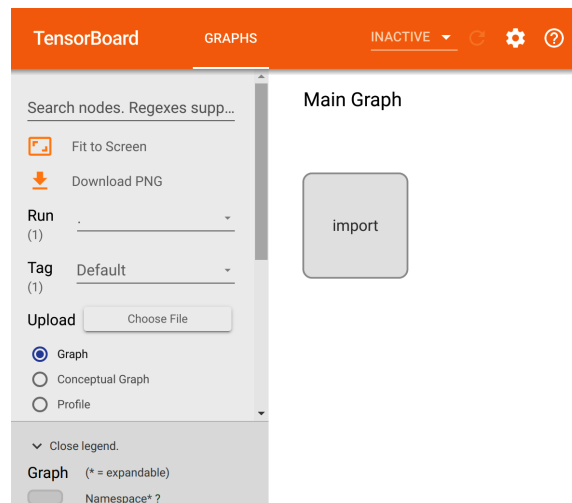 TensorBoard GRAPHS INACTIVE
Search nodes. Regexes supp...
Main Graph
Fit to Screen
Download PNG
Run .
(1)
import
Tag Default
(1)
Upload Choose File
Graph
Conceptual Graph
Profile
Close legend.
Graph (* = expandable)
Namespace* ?